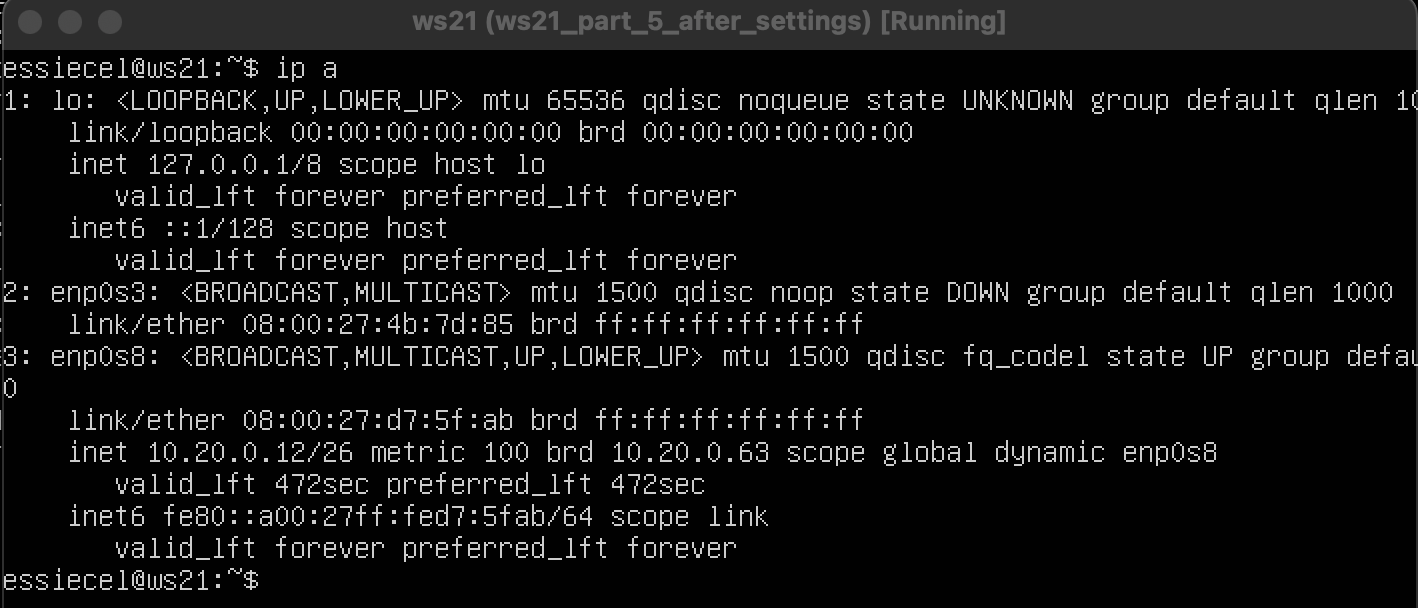 ws21 (ws21_part_5_after_settings) [Running]
essiecel@ws21:~$ ip a
1: lo: <LOOPBACK,UP,LOWER_UP> mtu 65536 qdisc noqueue state UNKNOWN group default qlen 10
link/loopback 00:00:00:00:00:00 brd 00:00:00:00:00:00
inet 127.0.0.1/8 scope host lo
valid_lft forever preferred_lft forever
inet6 ::1/128 scope host
valid_lft forever preferred_lft forever
2: enp0s3: <BROADCAST,MULTICAST> mtu 1500 qdisc noop state DOWN group default qlen 1000
link/ether 08:00:27:4b:7d:85 brd ff:ff:ff:ff:ff:ff
3: enp0s8: <BROADCAST,MULTICAST,UP,LOWER_UP> mtu 1500 qdisc fq_codel state UP group defau
0
link/ether 08:00:27:d7:5f:ab brd ff:ff:ff:ff:ff:ff
inet 10.20.0.12/26 metric 100 brd 10.20.0.63 scope global dynamic enp0s8
valid_lft 472sec preferred_lft 472sec
inet6 fe80::a00:27ff:fed7:5fab/64 scope link
valid_lft forever preferred_lft forever
essiecel@ws21:~$